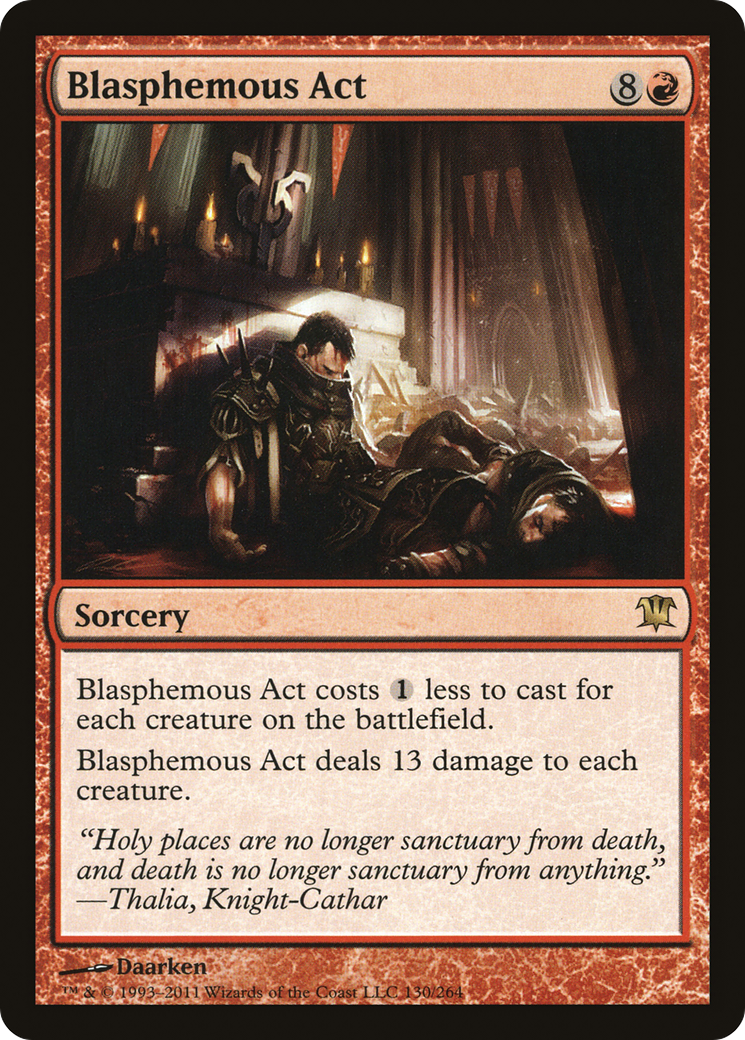 Blasphemous Act 8
Sorcery
Blasphemous Act costs 1 less to cast for
each creature on the battlefield.
Blasphemous Act deals 13 damage to each
creature.
“Holy places are no longer sanctuary from death,
and death is no longer sanctuary from anything.”
—Thalia, Knight-Cathar
Daarken
™ & © 1993–2011 Wizards of the Coast LLC 130/264